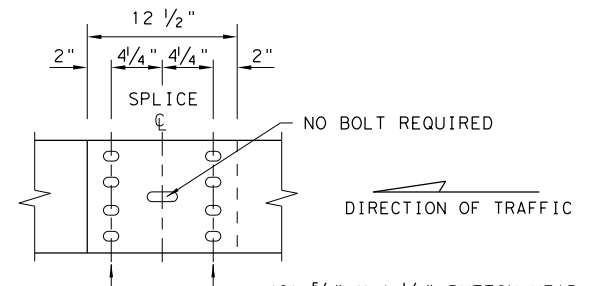 12 1/2"
2" 4 1/4" 4 1/4" 2"
SPLICE
℄
NO BOLT REQUIRED
DIRECTION OF TRAFFIC